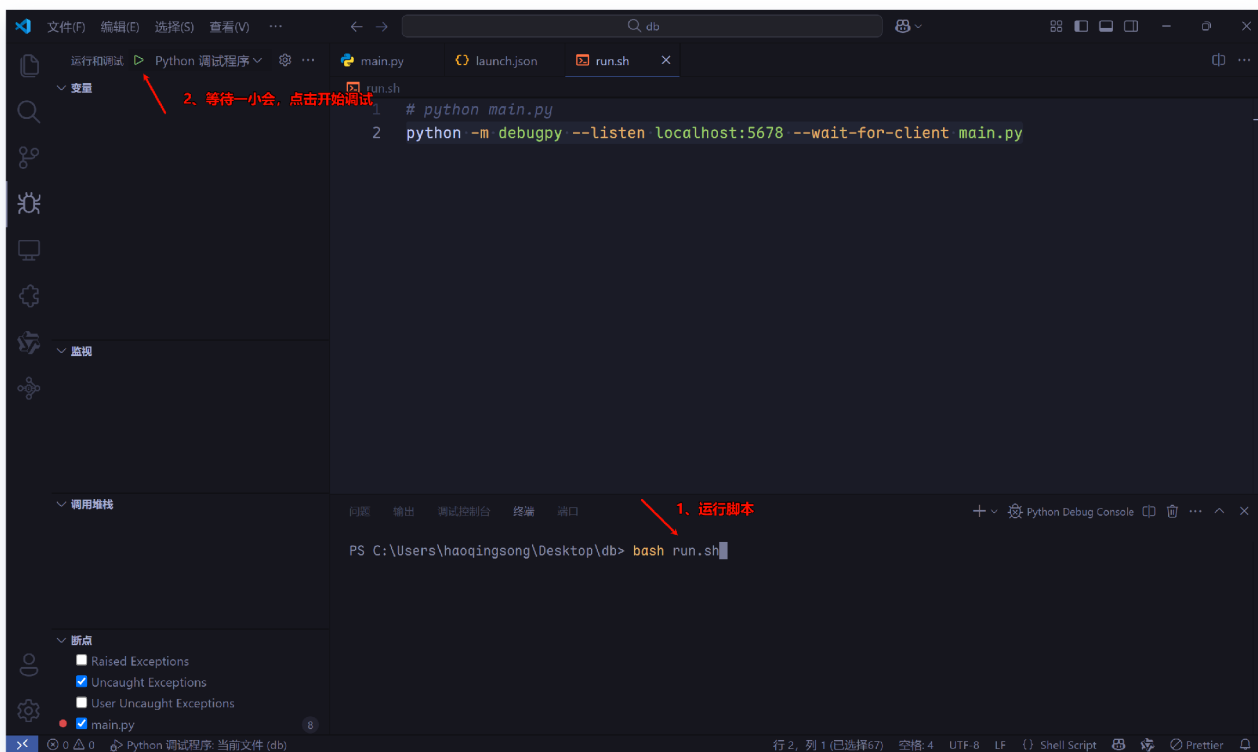 文件(F) 编辑(E) 选择(S) 查看(V) ··· ← → db
运行和调试 Python 调试程序 ··· main.py launch.json run.sh
变量
run.sh
2、等待一小会，点击开始调试
1 # python main.py
2 python -m debugpy --listen localhost:5678 --wait-for-client main.py
监视
调用堆栈
问题 输出 调试控制台 终端 端口
Python Debug Console
1、运行脚本
PS C:\Users\haoqingsong\Desktop\db> bash run.sh
断点
Raised Exceptions
Uncaught Exceptions
User Uncaught Exceptions
main.py 8
0 0 Python 调试程序: 当前文件 (db) 行 2，列 1 (已选择67) 空格: 4 UTF-8 LF {} Shell Script Prettier